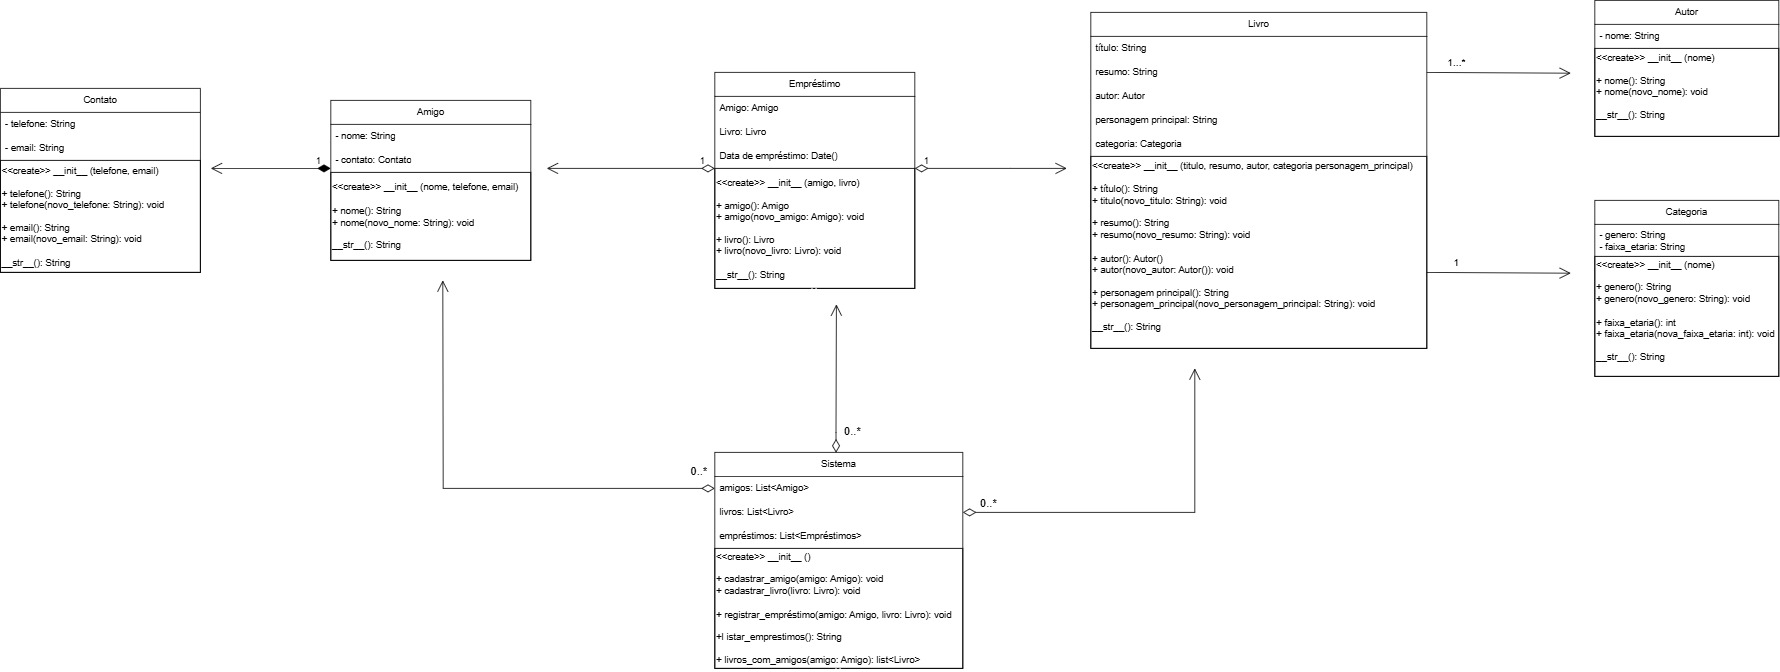 Contato
- telefone: String
- email: String
<<create>> __init__ (telefone, email)
+ telefone(): String
+ telefone(novo_telefone: String): void
+ email(): String
+ email(novo_email: String): void
__str__(): String
1
Amigo
- nome: String
- contato: Contato
<<create>> __init__ (nome, telefone, email)
+ nome(): String
+ nome(novo_nome: String): void
__str__(): String
1
Empréstimo
Amigo: Amigo
Livro: Livro
Data de empréstimo: Date()
<<create>> __init__ (amigo, livro)
+ amigo(): Amigo
+ amigo(novo_amigo: Amigo): void
+ livro(): Livro
+ livro(novo_livro: Livro): void
__str__(): String
1
Livro
título: String
resumo: String
autor: Autor
personagem principal: String
categoria: Categoria
<<create>> __init__ (titulo, resumo, autor, categoria personagem_principal)
+ título(): String
+ titulo(novo_titulo: String): void
+ resumo(): String
+ resumo(novo_resumo: String): void
+ autor(): Autor()
+ autor(novo_autor: Autor()): void
+ personagem principal(): String
+ personagem_principal(novo_personagem_principal: String): void
__str__(): String
1...*
1
Autor
- nome: String
<<create>> __init__ (nome)
+ nome(): String
+ nome(novo_nome): void
__str__(): String
Categoria
- genero: String
- faixa_etaria: String
<<create>> __init__ (nome)
+ genero(): String
+ genero(novo_genero: String): void
+ faixa_etaria(): int
+ faixa_etaria(nova_faixa_etaria: int): void
__str__(): String
0..*
0..*
0..*
Sistema
amigos: List<Amigo>
livros: List<Livro>
empréstimos: List<Empréstimos>
<<create>> __init__ ()
+ cadastrar_amigo(amigo: Amigo): void
+ cadastrar_livro(livro: Livro): void
+ registrar_empréstimo(amigo: Amigo, livro: Livro): void
+l istar_emprestimos(): String
+ livros_com_amigos(amigo: Amigo): list<Livro>